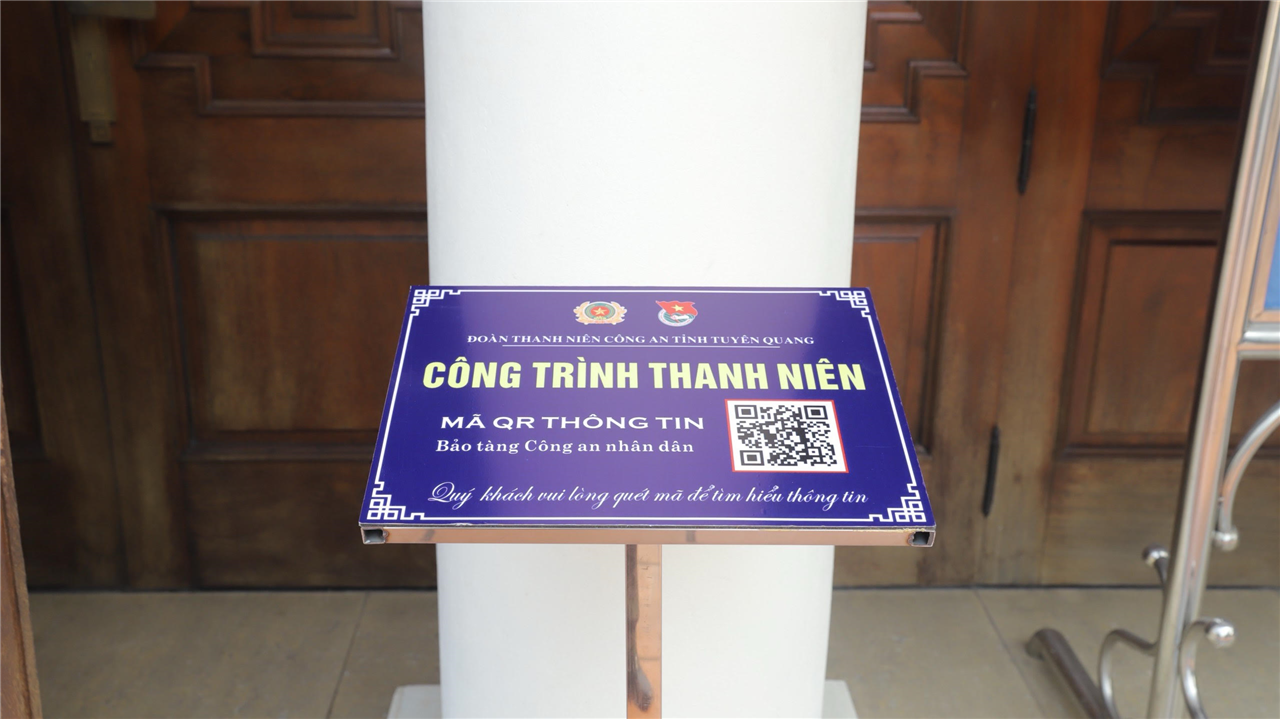 ĐOÀN THANH NIÊN CÔNG AN TỈNH TUYÊN QUANG
CÔNG TRÌNH THANH NIÊN
MÃ QR THÔNG TIN
Bảo tàng Công an nhân dân
Quý khách vui lòng quét mã để tìm hiểu thông tin